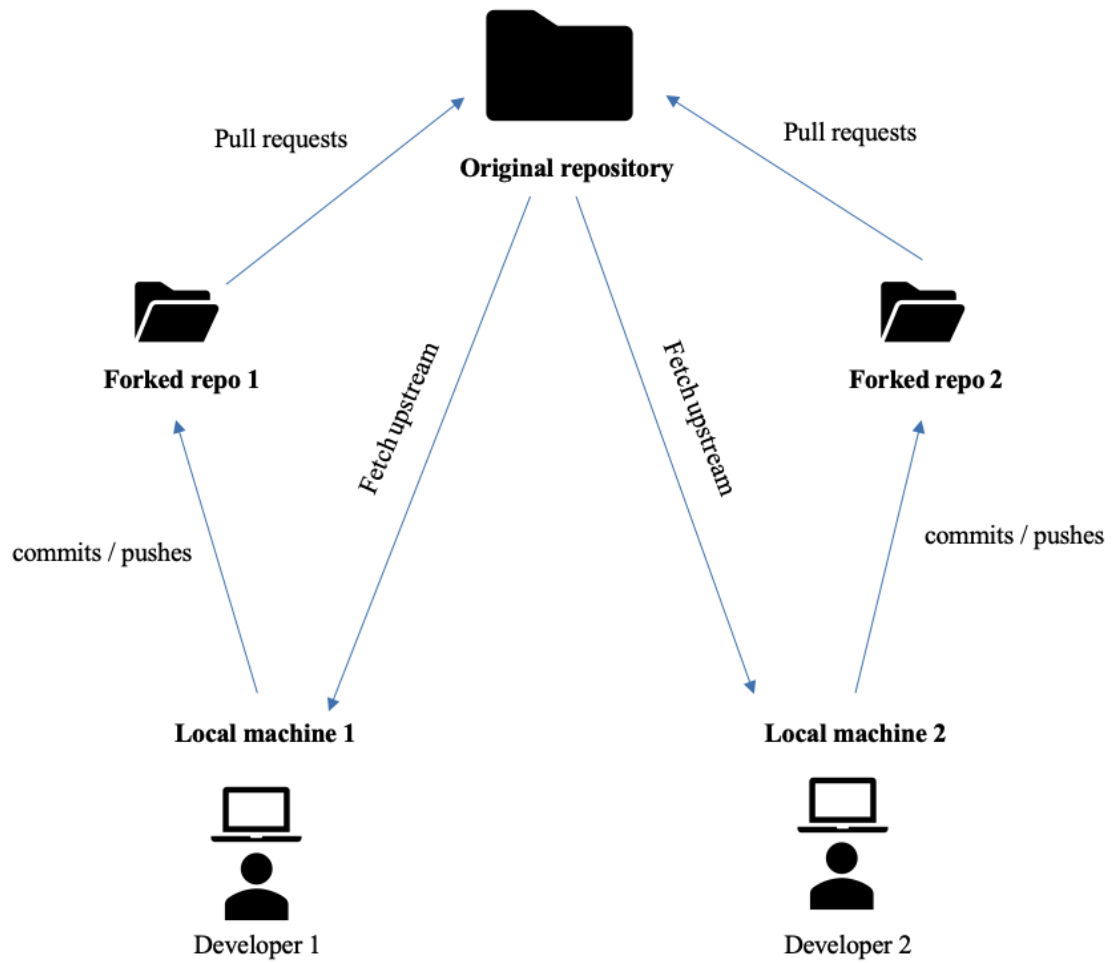 Pull requests
Pull requests
Original repository
Forked repo 1
Forked repo 2
Fetch upstream
Fetch upstream
commits / pushes
commits / pushes
Local machine 1
Local machine 2
Developer 1
Developer 2